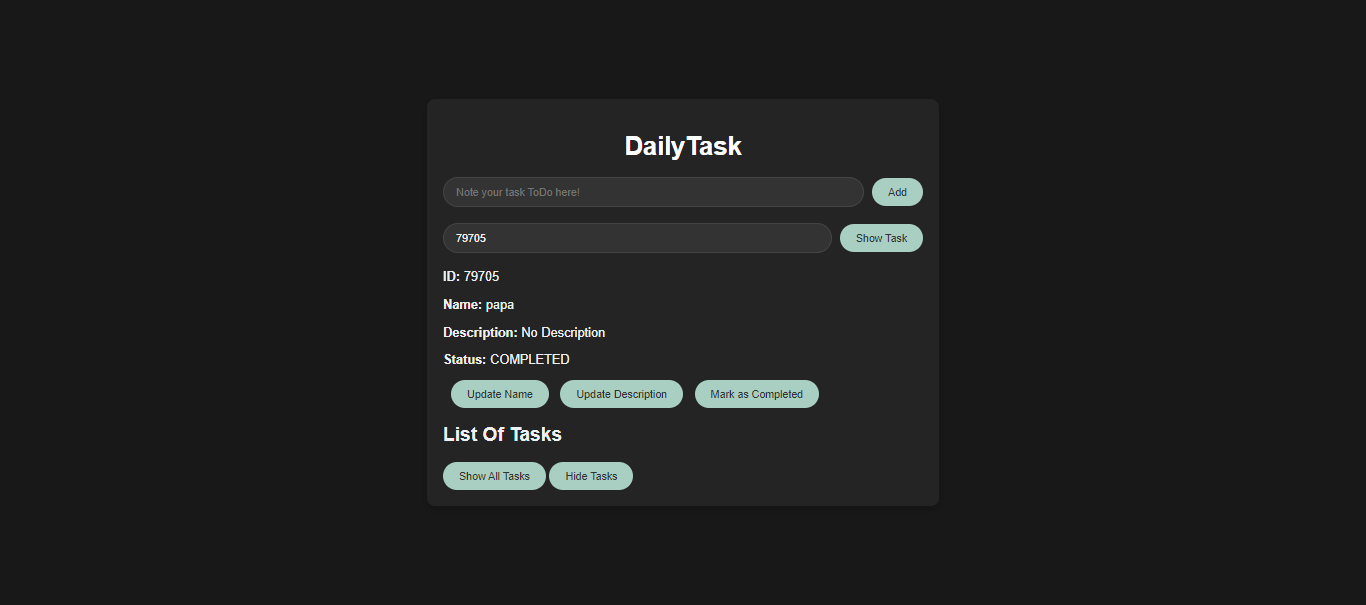 DailyTask
Note your task ToDo here! Add
79705 Show Task
ID: 79705
Name: papa
Description: No Description
Status: COMPLETED
Update Name Update Description Mark as Completed
List Of Tasks
Show All Tasks Hide Tasks